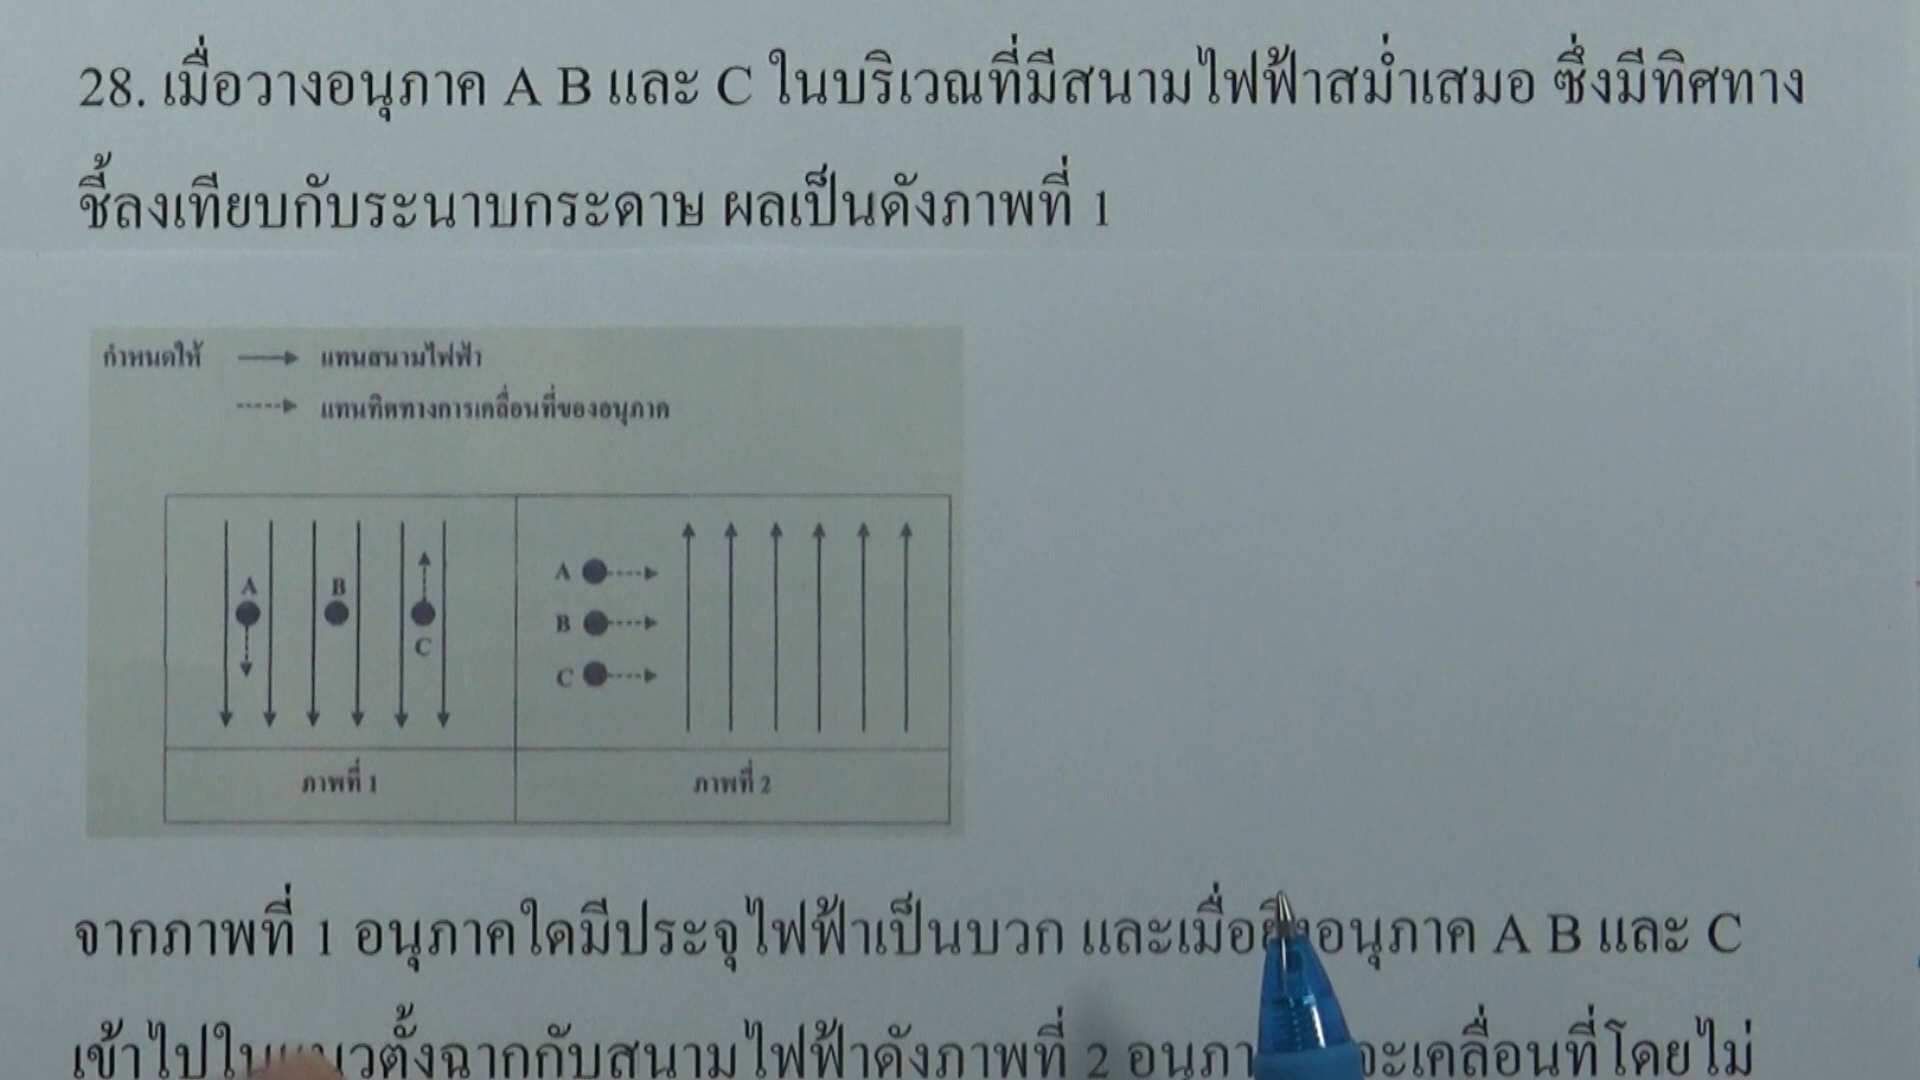 28. เมื่อวางอนุภาค A B และ C ในบริเวณที่มีสนามไฟฟ้าสม่ำเสมอ ซึ่งมีทิศทาง
ชี้ลงเทียบกับระนาบกระดาษ ผลเป็นดังภาพที่ 1
กำหนดให้ แทนสนามไฟฟ้า
แทนทิศทางการเคลื่อนที่ของอนุภาค
A B C
A
B
C
ภาพที่ 1 ภาพที่ 2
จากภาพที่ 1 อนุภาคใดมีประจุไฟฟ้าเป็นบวก และเมื่อ อนุภาค A B และ C
เข้าไปใน ตั้งฉากกับสนามไฟฟ้าดังภาพที่ 2 จะเคลื่อนที่โดยไม่